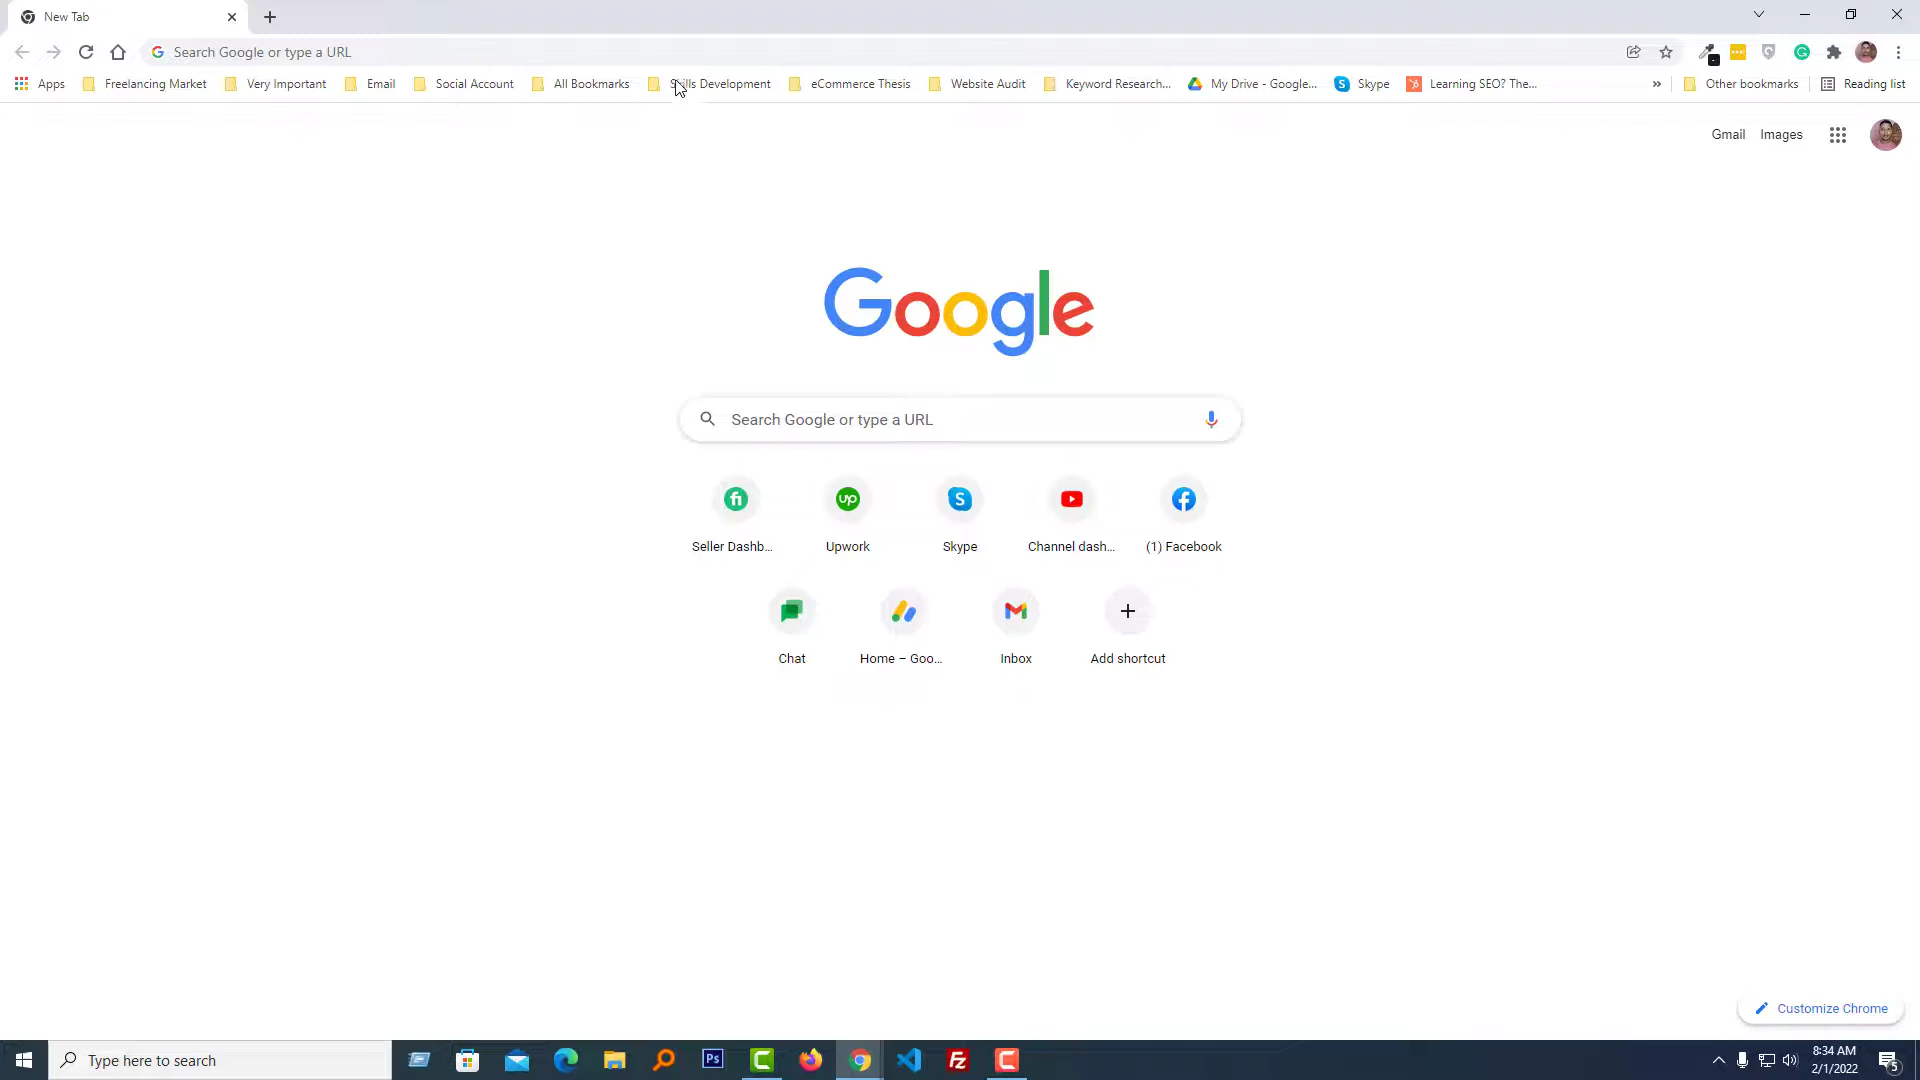 New Tab
Search Google or type a URL
Apps Freelancing Market Very Important Email Social Account All Bookmarks Skills Development eCommerce Thesis Website Audit Keyword Research... My Drive - Google... Skype Learning SEO? The... » Other bookmarks Reading list
Gmail Images
Google
Search Google or type a URL
Seller Dashb... Upwork Skype Channel dash... (1) Facebook
Chat Home – Goo... Inbox Add shortcut
Customize Chrome
Type here to search
8:34 AM
2/1/2022
5